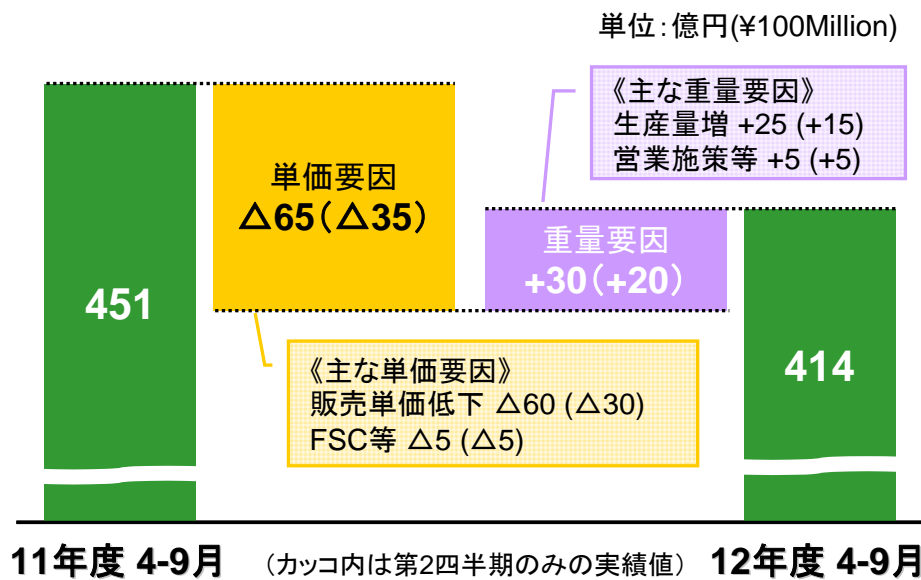 単位：億円(¥100Million)
《主な重量要因》
生産量増 +25 (+15)
営業施策等 +5 (+5)
単価要因
△65（△35）
重量要因
+30（+20）
451
414
《主な単価要因》
販売単価低下 △60 (△30)
FSC等 △5 (△5)
11年度 4-9月 （カッコ内は第2四半期のみの実績値） 12年度 4-9月